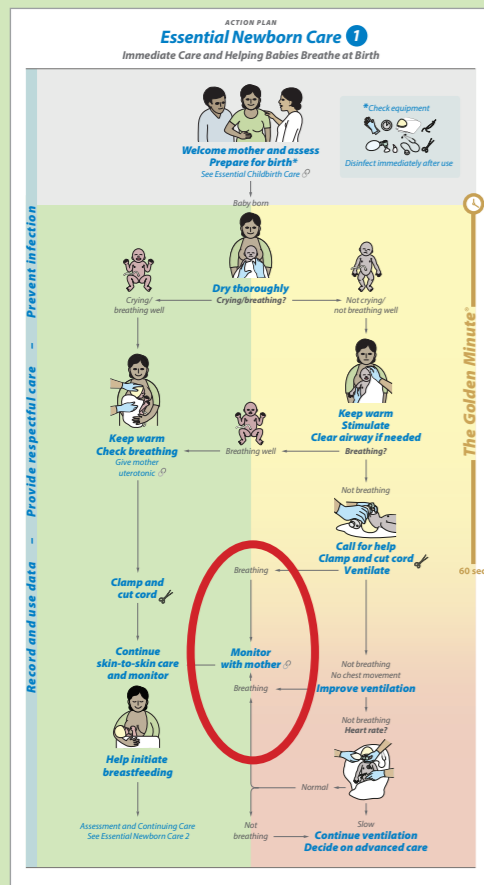 ACTION PLAN
Essential Newborn Care 1
Immediate Care and Helping Babies Breathe at Birth
*Check equipment
Disinfect immediately after use
Welcome mother and assess
Prepare for birth*
See Essential Childbirth Care
Baby born
Dry thoroughly
Crying/breathing?
Crying/
breathing well
Not crying/
not breathing well
Keep warm
Check breathing
Give mother
uterotonic
Breathing well
Keep warm
Stimulate
Clear airway if needed
Breathing?
Not breathing
Call for help
Clamp and cut cord
Ventilate
Breathing
Clamp and
cut cord
Continue
skin-to-skin care
and monitor
Monitor
with mother
Not breathing
No chest movement
Breathing
Improve ventilation
Not breathing
Heart rate?
Help initiate
breastfeeding
Normal
Assessment and Continuing Care
See Essential Newborn Care 2
Not
breathing
Slow
Continue ventilation
Decide on advanced care
Record and use data – Provide respectful care – Prevent infection
The Golden Minute®
60 sec